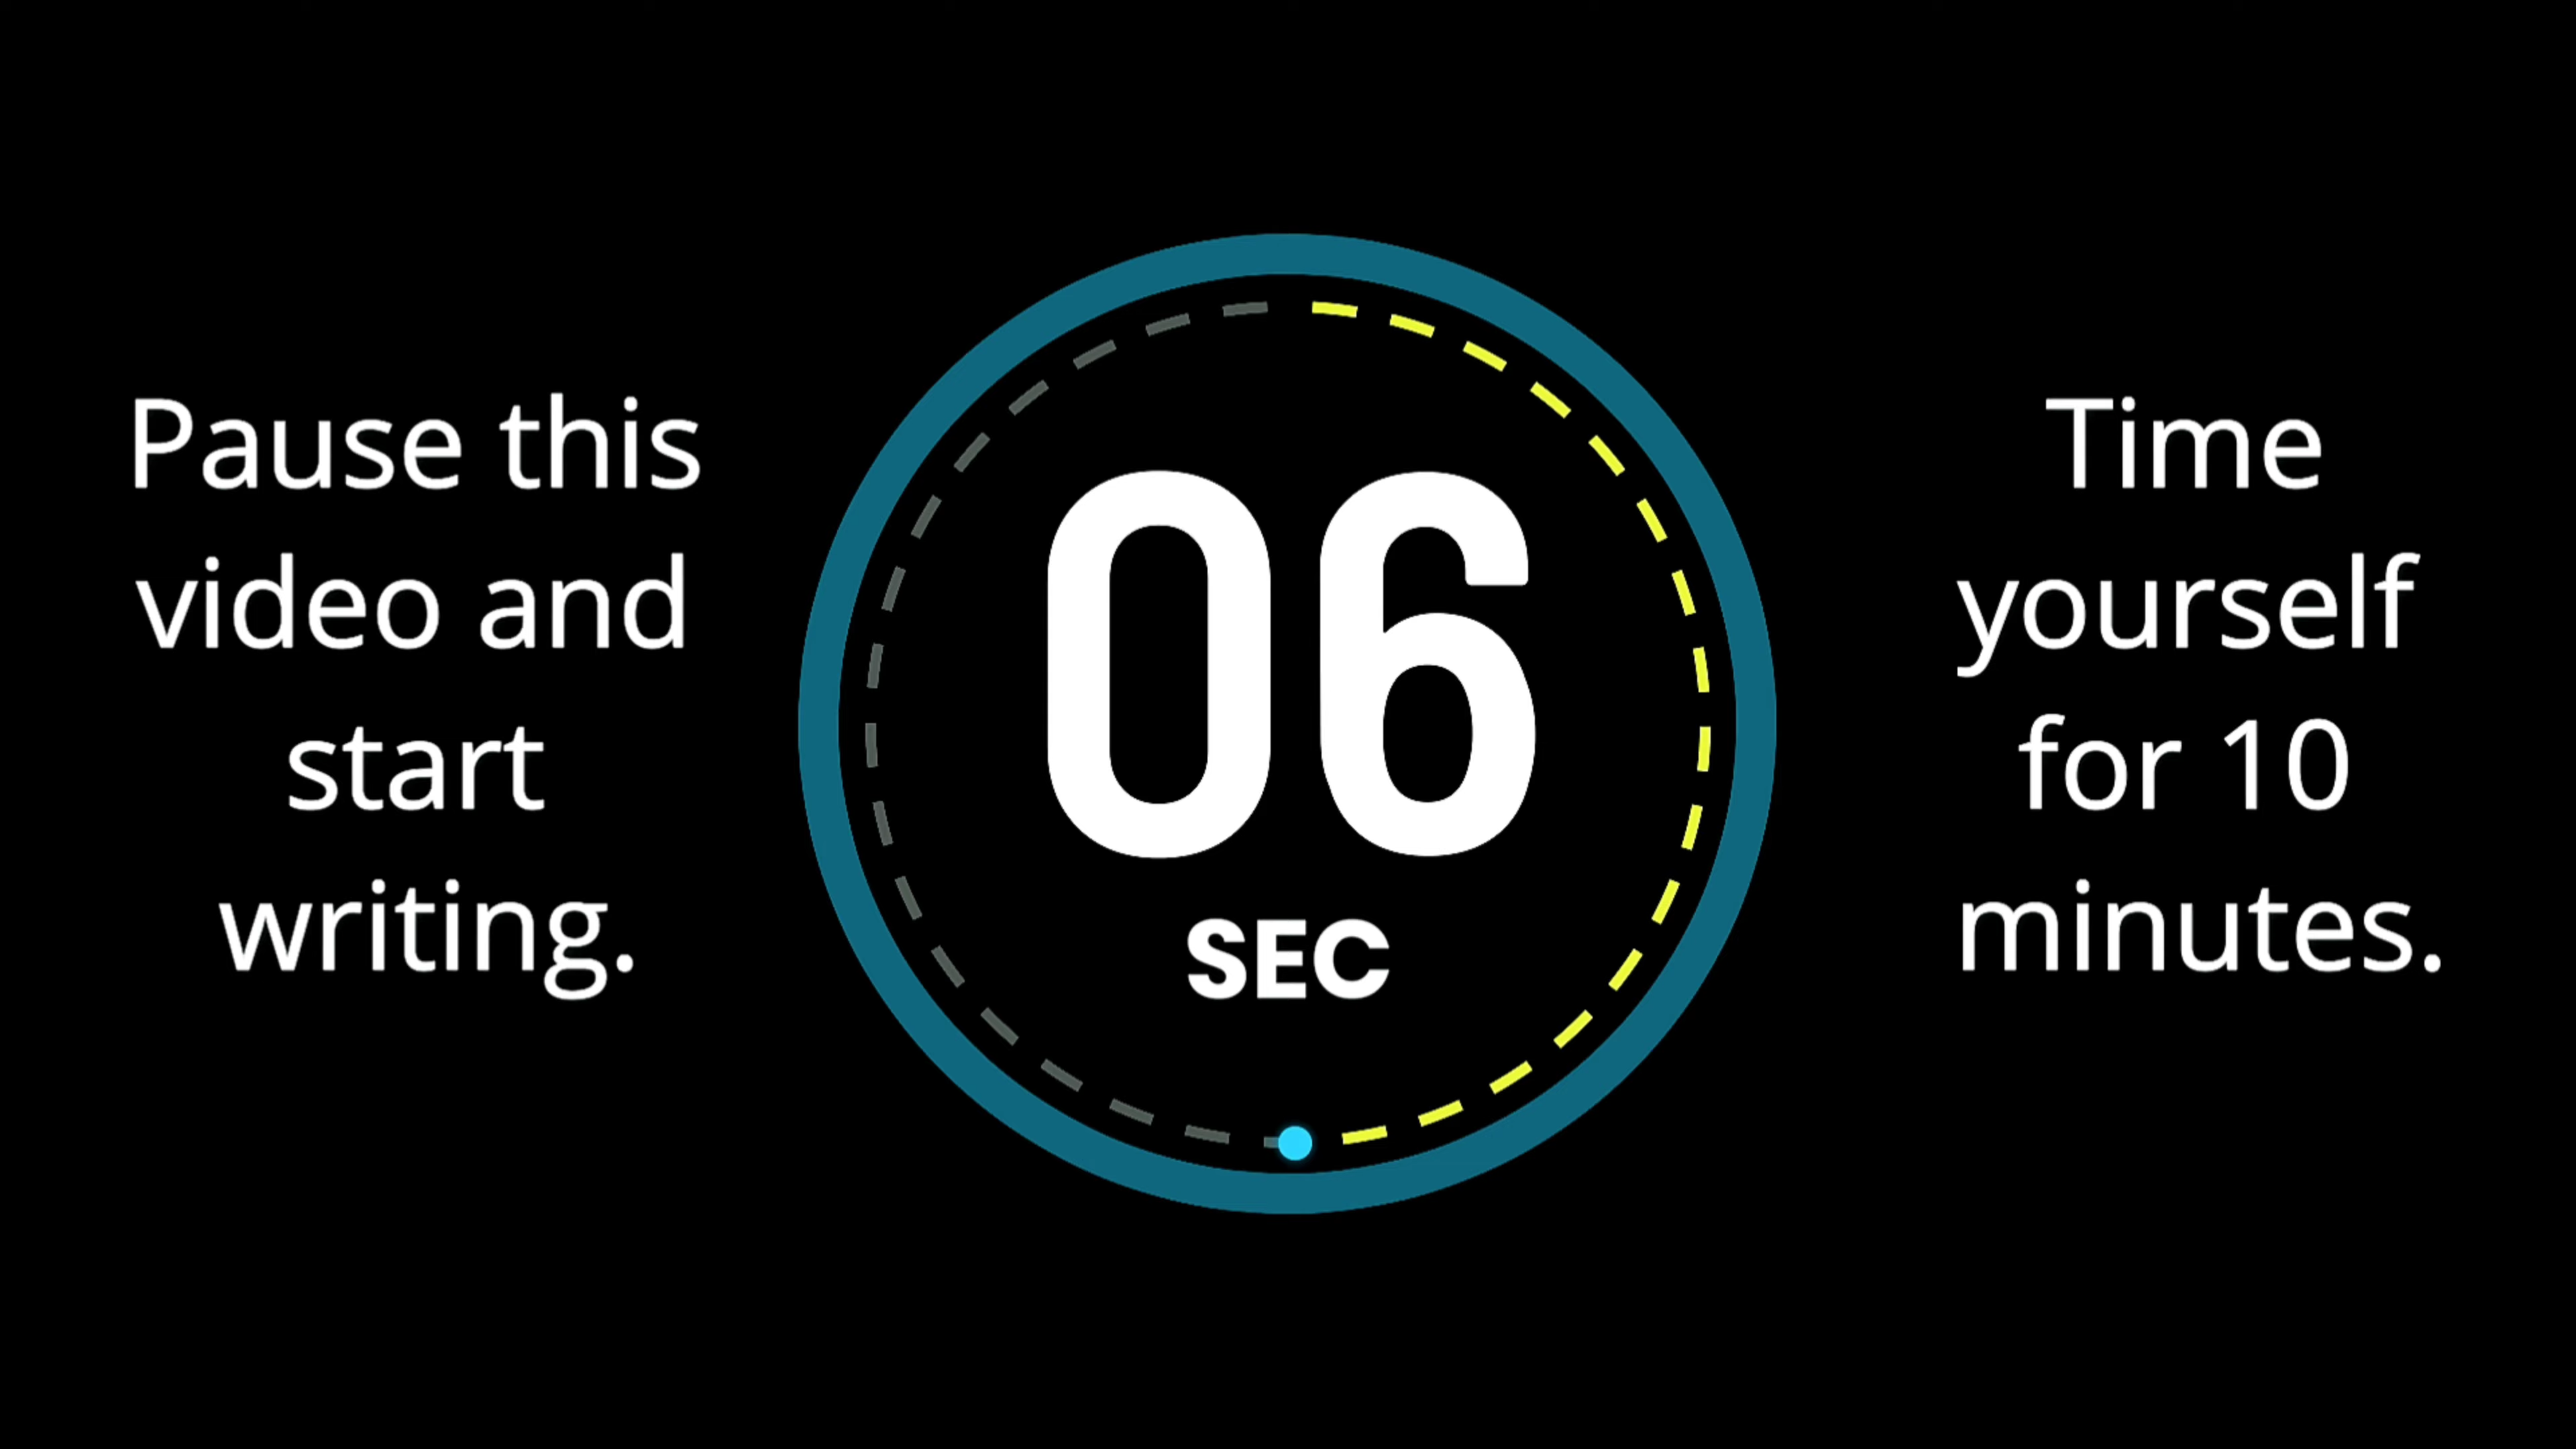 Pause this
video and
start
writing.
06
SEC
Time
yourself
for 10
minutes.